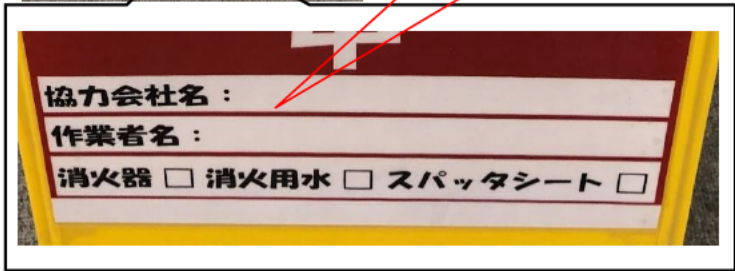 中
協力会社名：
作業者名：
消火器 □ 消火用水 □ スパッタシート □